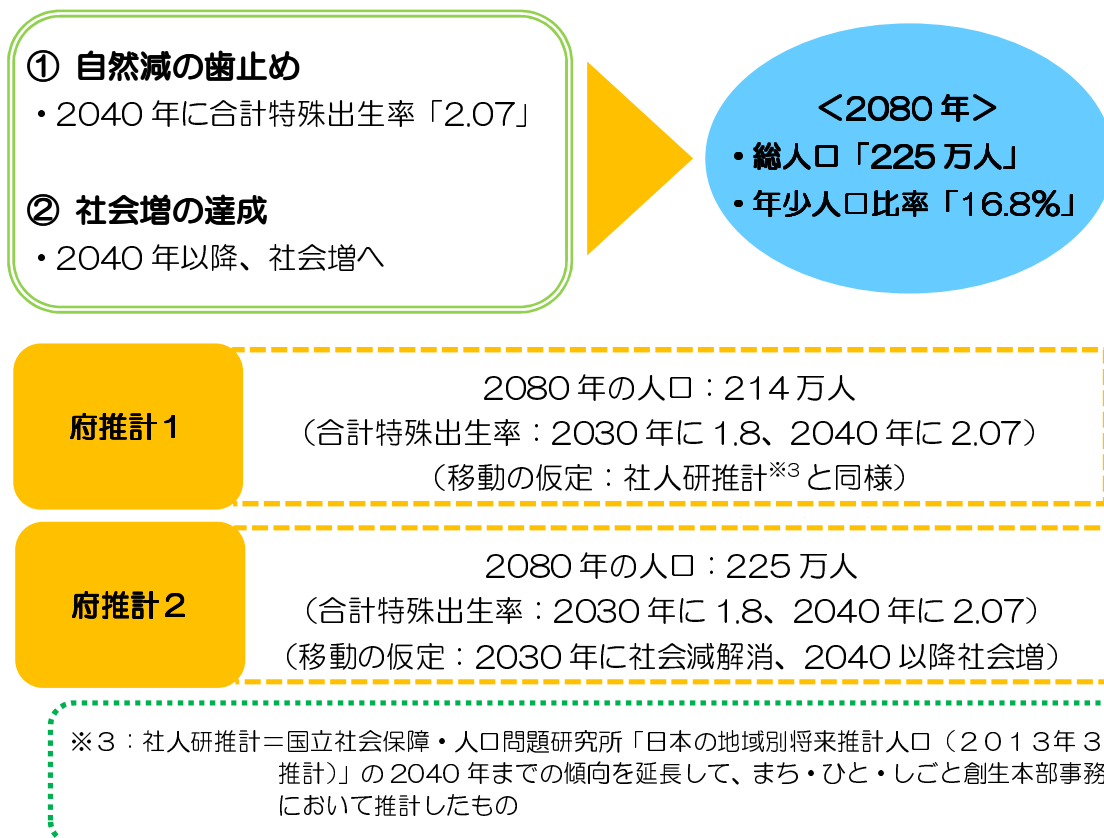 ① 自然減の歯止め
・2040 年に合計特殊出生率「2.07」
② 社会増の達成
・2040 年以降、社会増へ
＜2080 年＞
・総人口「225 万人」
・年少人口比率「16.8%」
府推計１
2080 年の人口：214 万人
（合計特殊出生率：2030 年に 1.8、2040 年に 2.07）
（移動の仮定：社人研推計※3 と同様）
府推計２
2080 年の人口：225 万人
（合計特殊出生率：2030 年に 1.8、2040 年に 2.07）
（移動の仮定：2030 年に社会減解消、2040 以降社会増）
※３：社人研推計＝国立社会保障・人口問題研究所「日本の地域別将来推計人口（２０１３年３
推計）」の 2040 年までの傾向を延長して、まち・ひと・しごと創生本部事務
において推計したもの